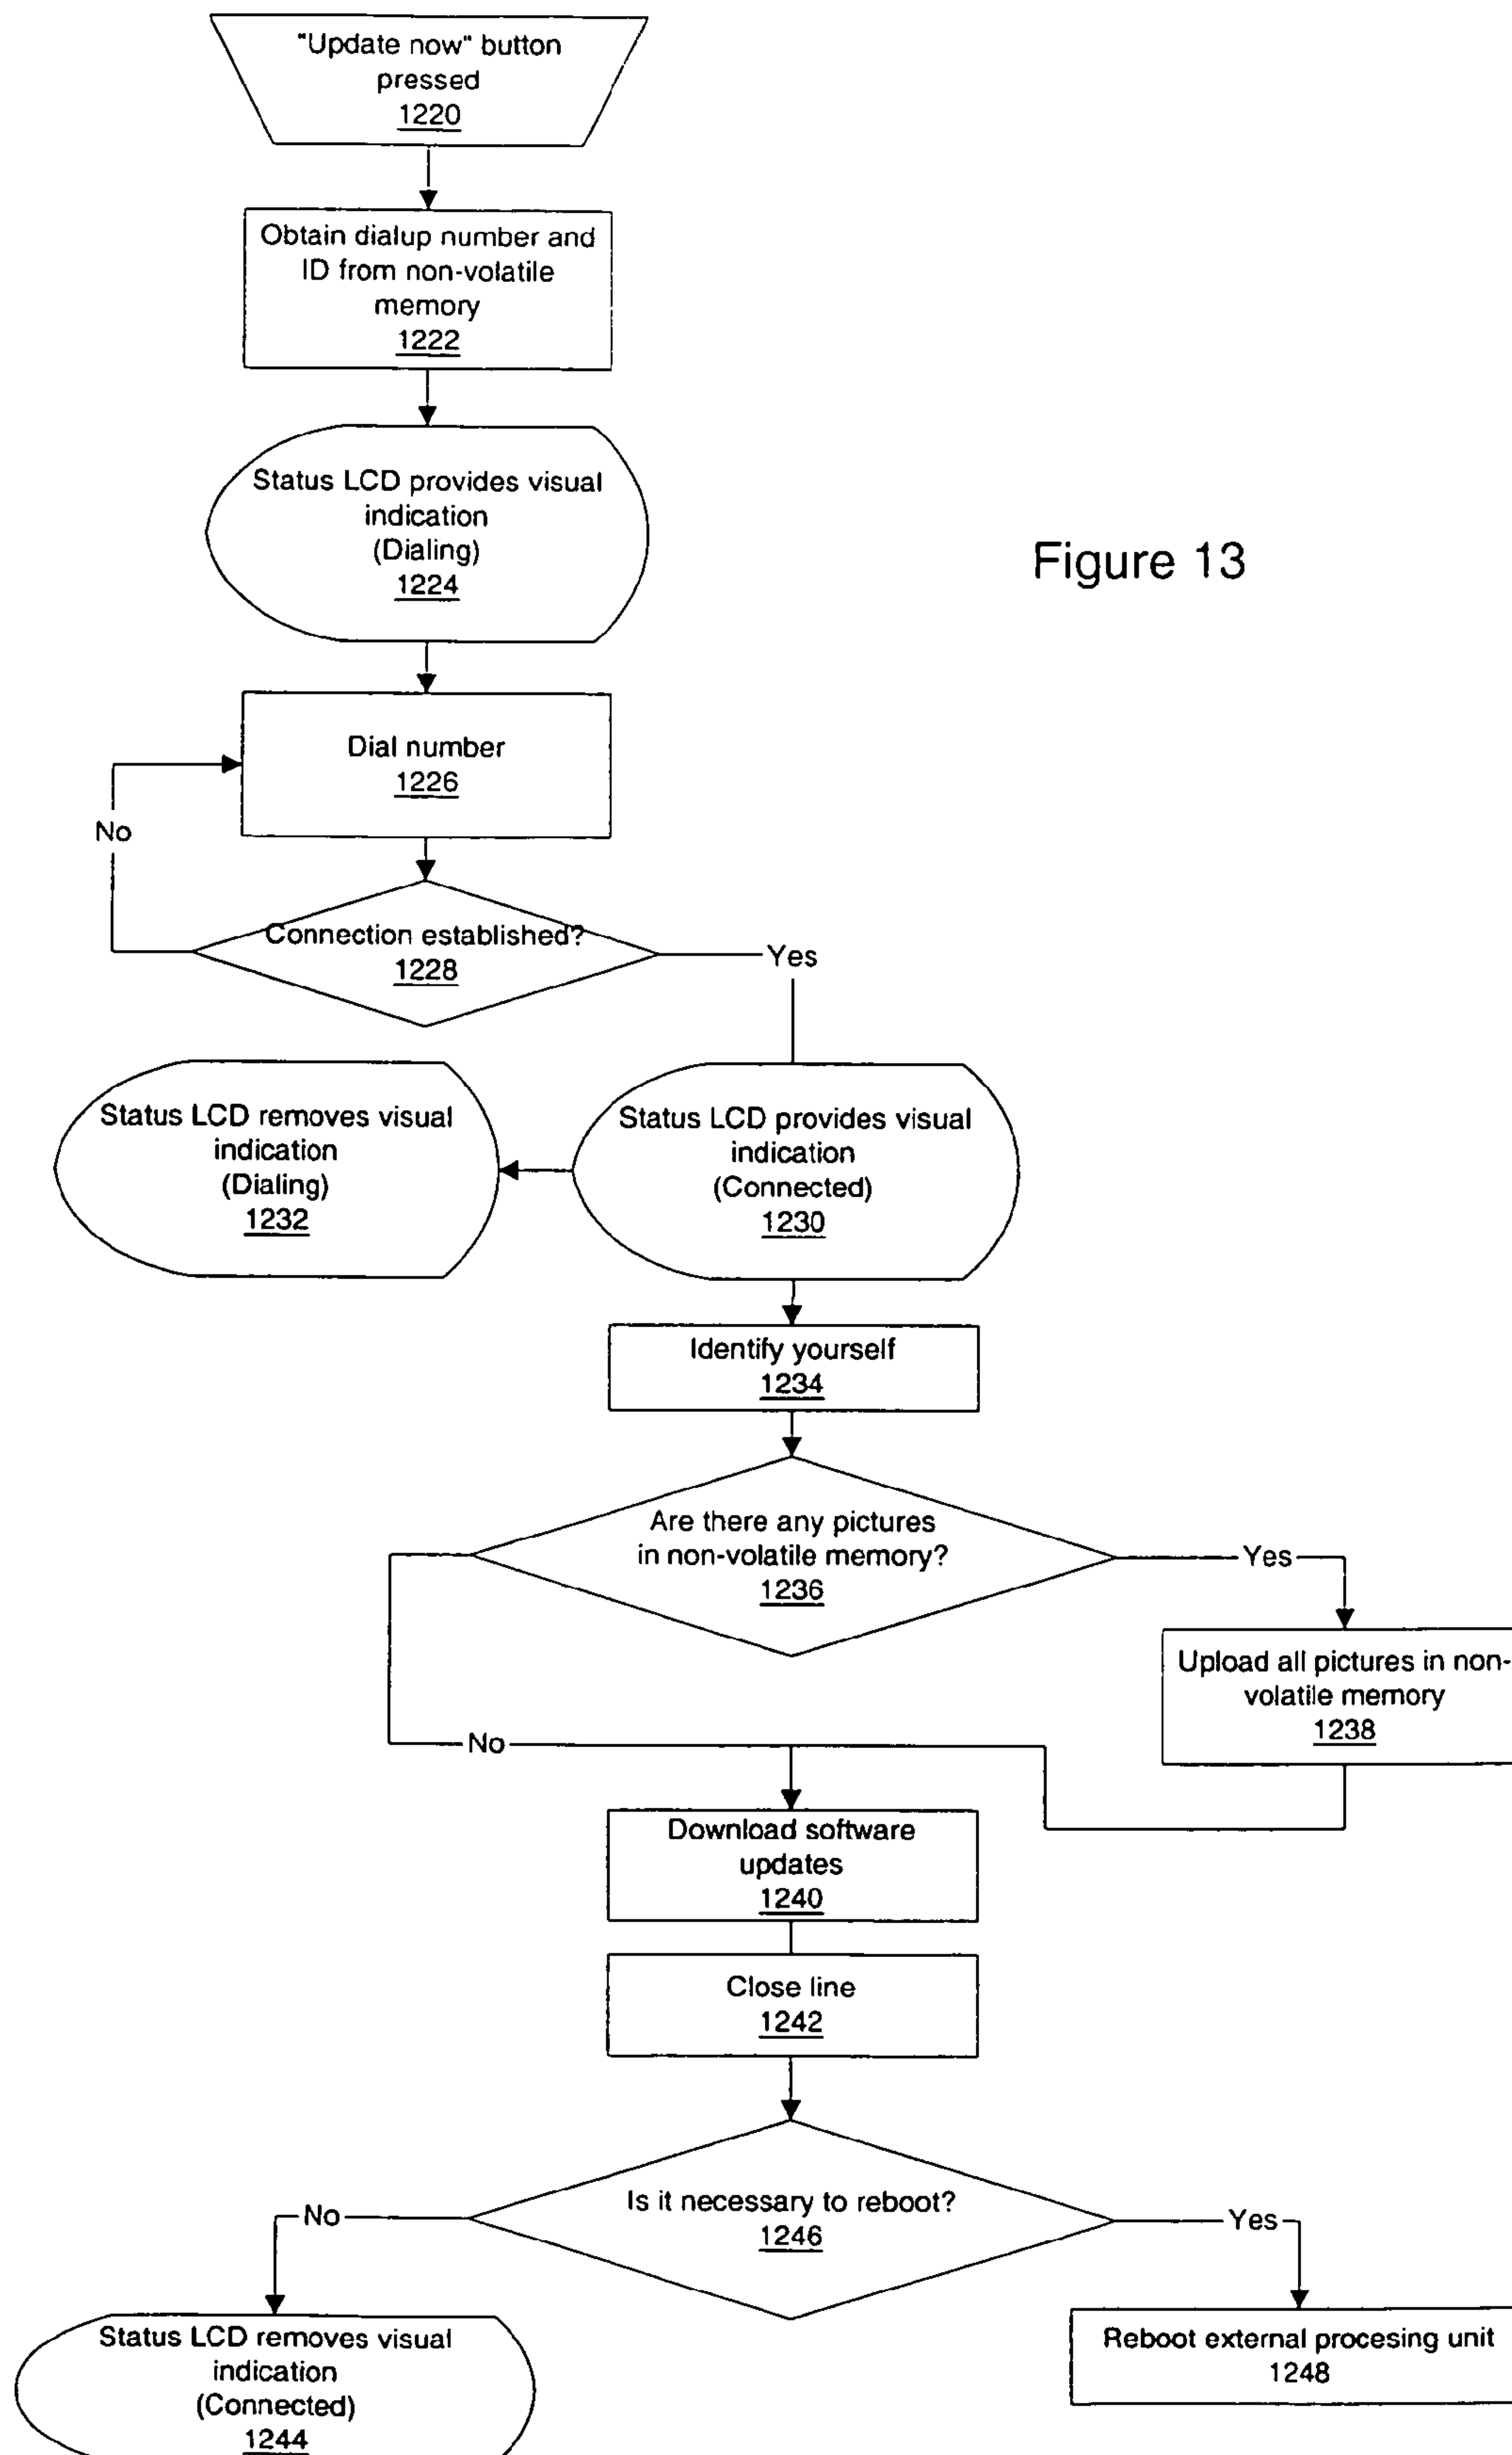 "Update now" button
pressed
1220
Obtain dialup number and
ID from non-volatile
memory
1222
Status LCD provides visual
indication
(Dialing)
1224
Figure 13
Dial number
1226
No
Connection established?
1228
Yes
Status LCD removes visual
indication
(Dialing)
1232
Status LCD provides visual
indication
(Connected)
1230
Identify yourself
1234
Are there any pictures
in non-volatile memory?
1236
Yes
Upload all pictures in non-
volatile memory
1238
No
Download software
updates
1240
Close line
1242
Is it necessary to reboot?
1246
No
Yes
Status LCD removes visual
indication
(Connected)
1244
Reboot external procesing unit
1248